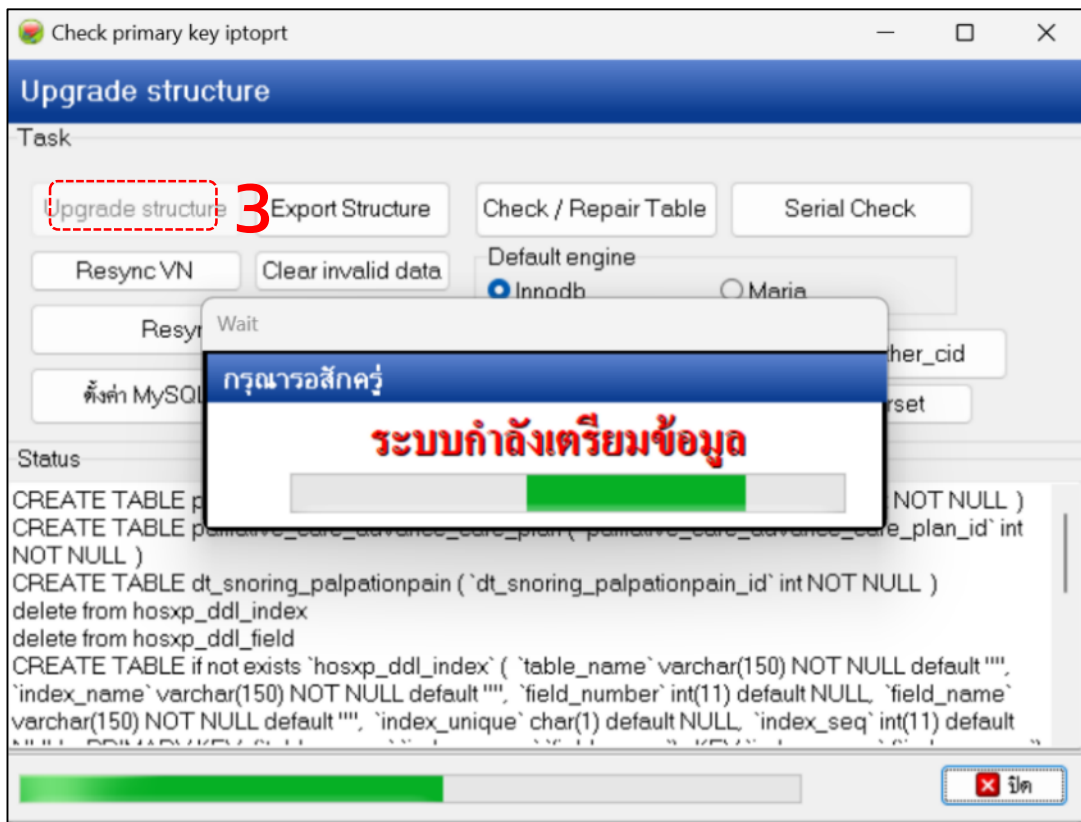 Check primary key iptoprt
Upgrade structure
Task
Upgrade structure 3 Export Structure Check / Repair Table Serial Check
Resync VN Clear invalid data Default engine
Innodb Maria
Wait
กรุณารอสักครู่
ระบบกำลังเตรียมข้อมูล
ตั้งค่า
Status
CREATE TABLE NOT NULL )
CREATE TABLE palliative_care_advance_care_plan ( `palliative_care_advance_care_plan_id` int
NOT NULL )
CREATE TABLE dt_snoring_palpationpain ( `dt_snoring_palpationpain_id` int NOT NULL )
delete from hosxp_ddl_index
delete from hosxp_ddl_field
CREATE TABLE if not exists `hosxp_ddl_index` ( `table_name` varchar(150) NOT NULL default "",
`index_name` varchar(150) NOT NULL default "", `field_number` int(11) default NULL, `field_name`
varchar(150) NOT NULL default "", `index_unique` char(1) default NULL, `index_seq` int(11) default
ปิด